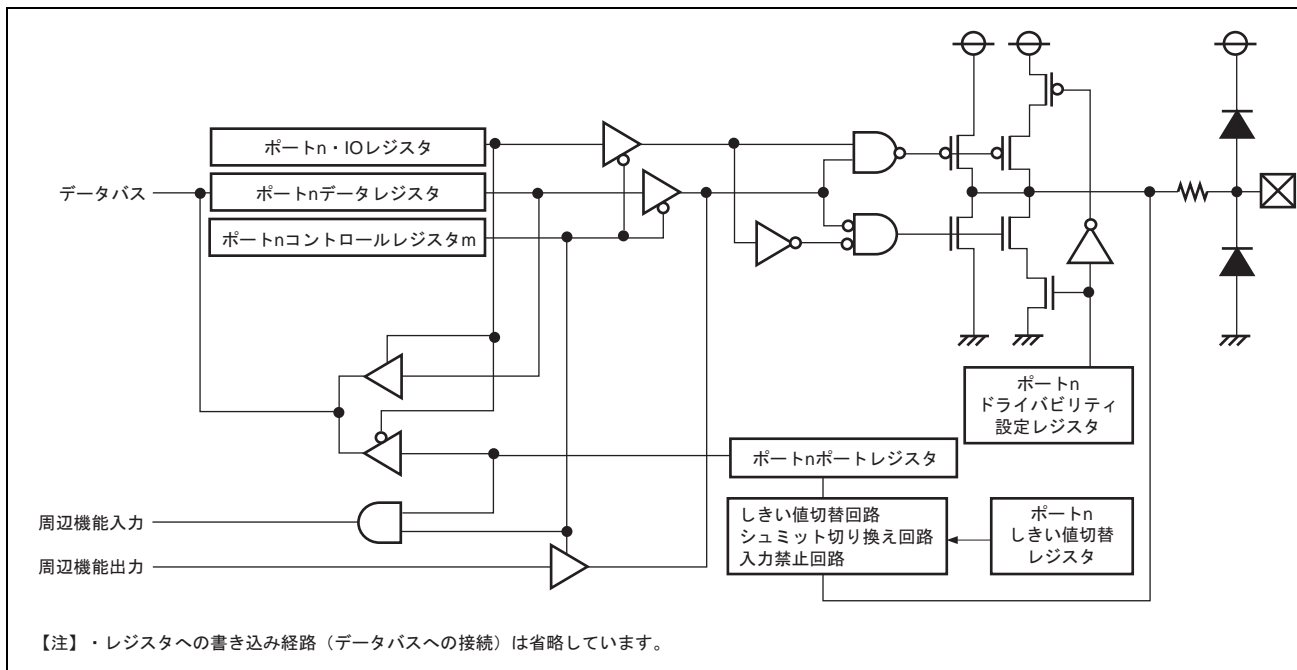 ポートn・IOレジスタ
データバス
ポートnデータレジスタ
ポートnコントロールレジスタm
ポートn
ドライバビリティ
設定レジスタ
ポートnポートレジスタ
しきい値切替回路
シュミット切り換え回路
入力禁止回路
ポートn
しきい値切替
レジスタ
周辺機能入力
周辺機能出力
【注】・レジスタへの書き込み経路（データバスへの接続）は省略しています。